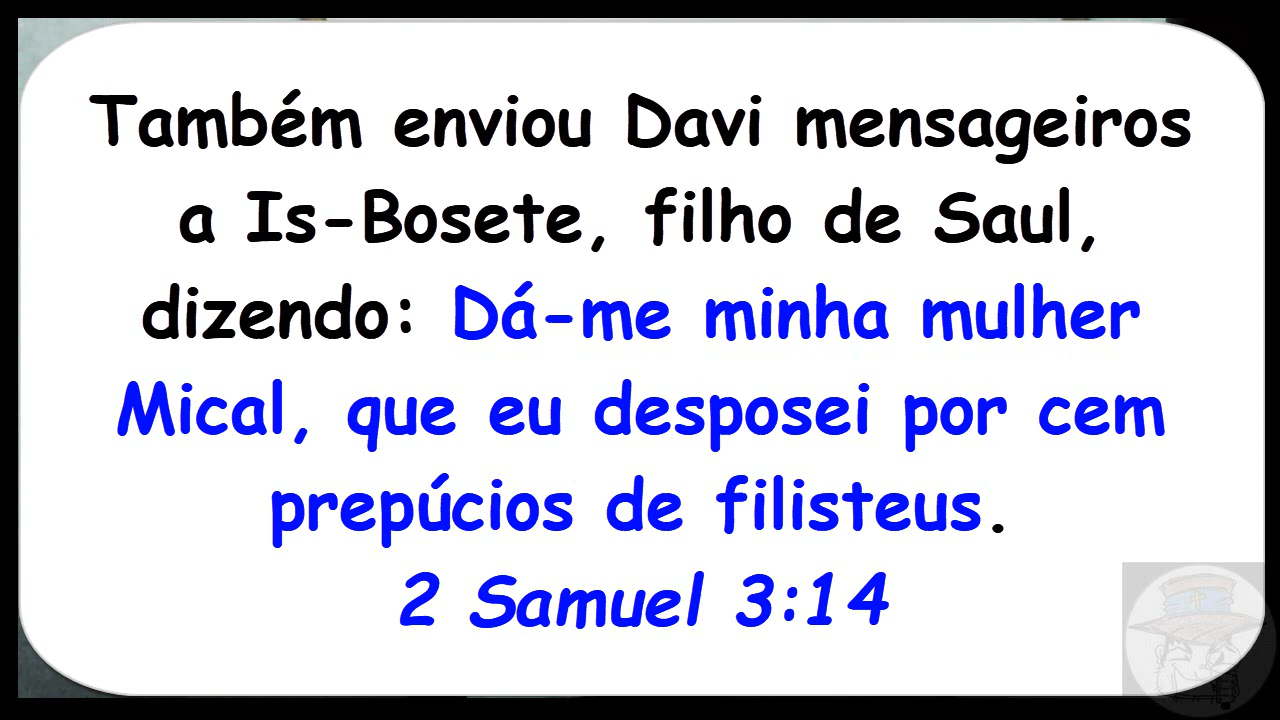 Também enviou Davi mensageiros
a Is-Bosete, filho de Saul,
dizendo: Dá-me minha mulher
Mical, que eu desposei por cem
prepúcios de filisteus.
2 Samuel 3:14